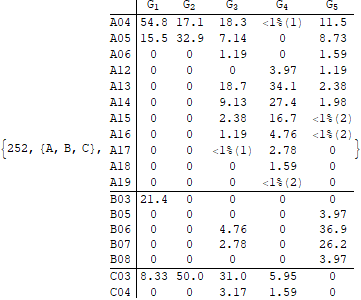 G1 G2 G3 G4 G5
A04 54.8 17.1 18.3 <1%(1) 11.5
A05 15.5 32.9 7.14 0 8.73
A06 0 0 1.19 0 1.59
A12 0 0 0 3.97 1.19
A13 0 0 18.7 34.1 2.38
A14 0 0 9.13 27.4 1.98
A15 0 0 2.38 16.7 <1%(2)
A16 0 0 1.19 4.76 <1%(2)
{252, {A, B, C}, A17 0 0 <1%(1) 2.78 0 }
A18 0 0 0 1.59 0
A19 0 0 0 <1%(2) 0
B03 21.4 0 0 0 0
B05 0 0 0 0 3.97
B06 0 0 4.76 0 36.9
B07 0 0 2.78 0 26.2
B08 0 0 0 0 3.97
C03 8.33 50.0 31.0 5.95 0
C04 0 0 3.17 1.59 0